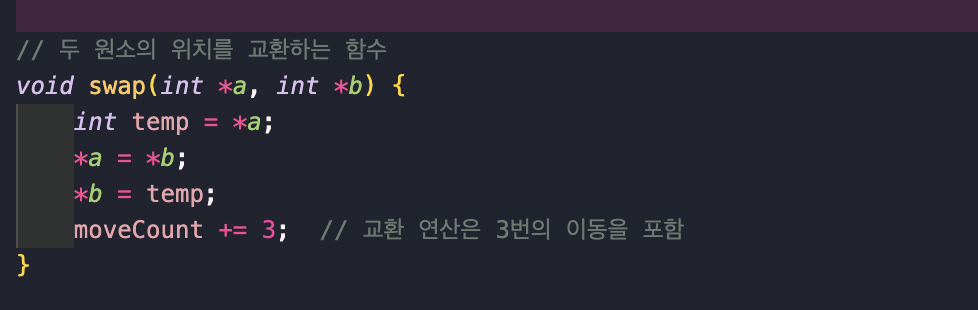 // 두 원소의 위치를 교환하는 함수
void swap(int *a, int *b) {
    int temp = *a;
    *a = *b;
    *b = temp;
    moveCount += 3;  // 교환 연산은 3번의 이동을 포함
}